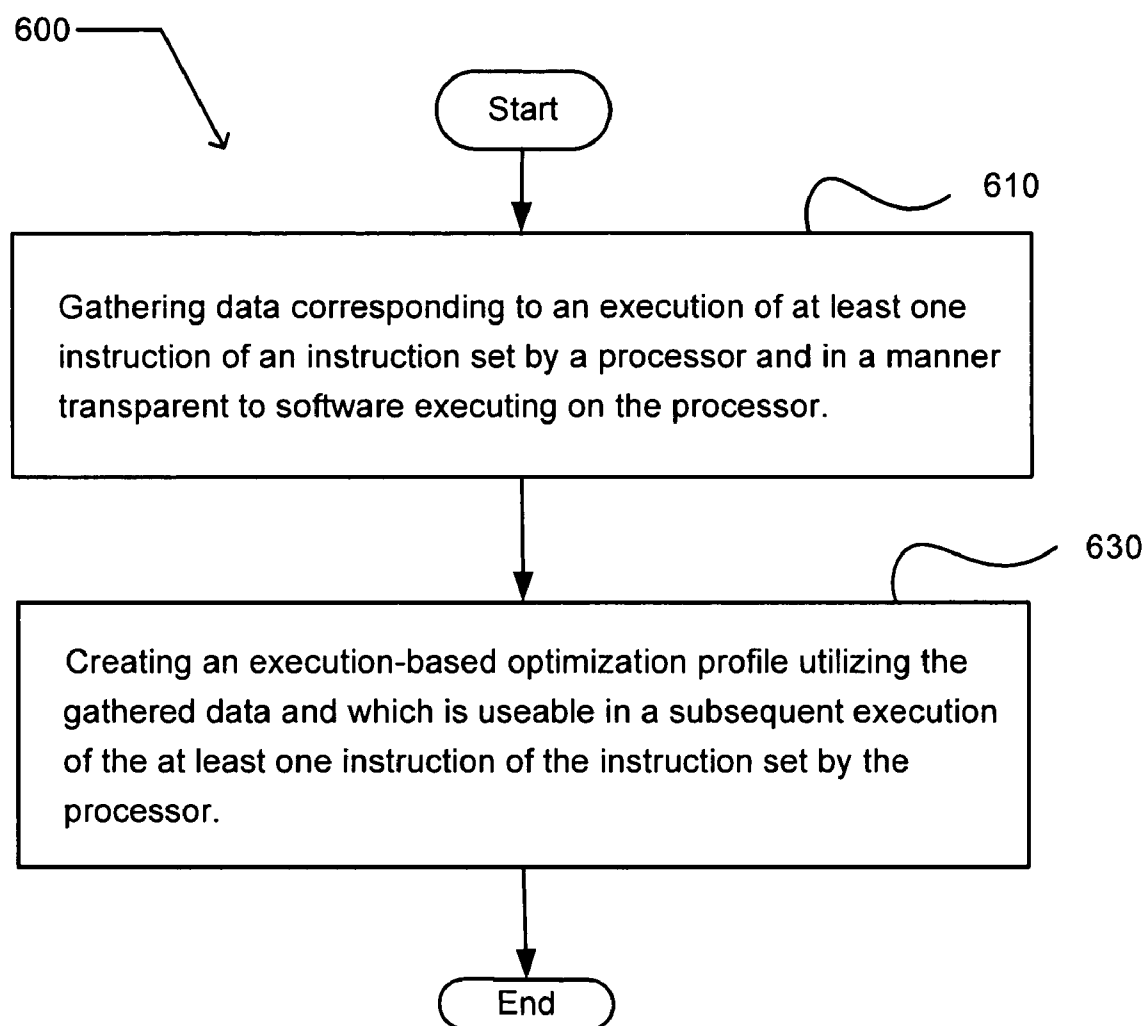 600
Start
610
Gathering data corresponding to an execution of at least one
instruction of an instruction set by a processor and in a manner
transparent to software executing on the processor.
630
Creating an execution-based optimization profile utilizing the
gathered data and which is useable in a subsequent execution
of the at least one instruction of the instruction set by the
processor.
End